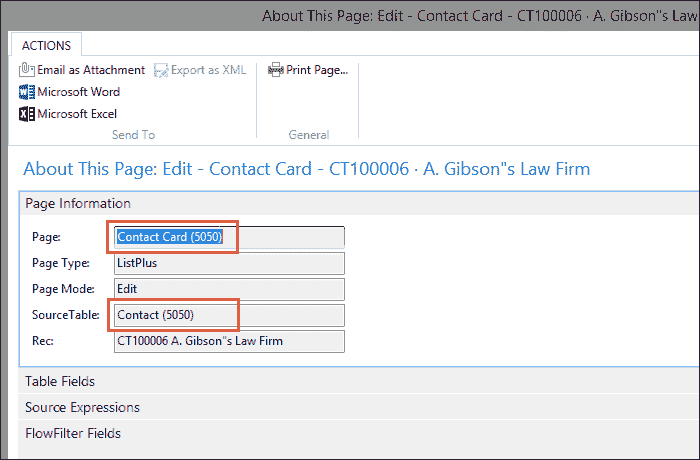 About This Page: Edit - Contact Card - CT100006 · A. Gibson"s Law
ACTIONS
Email as Attachment Export as XML Print Page...
Microsoft Word
Microsoft Excel
Send To General
About This Page: Edit - Contact Card - CT100006 · A. Gibson"s Law Firm
Page Information
Page: Contact Card (5050)
Page Type: ListPlus
Page Mode: Edit
SourceTable: Contact (5050)
Rec: CT100006 A. Gibson"s Law Firm
Table Fields
Source Expressions
FlowFilter Fields